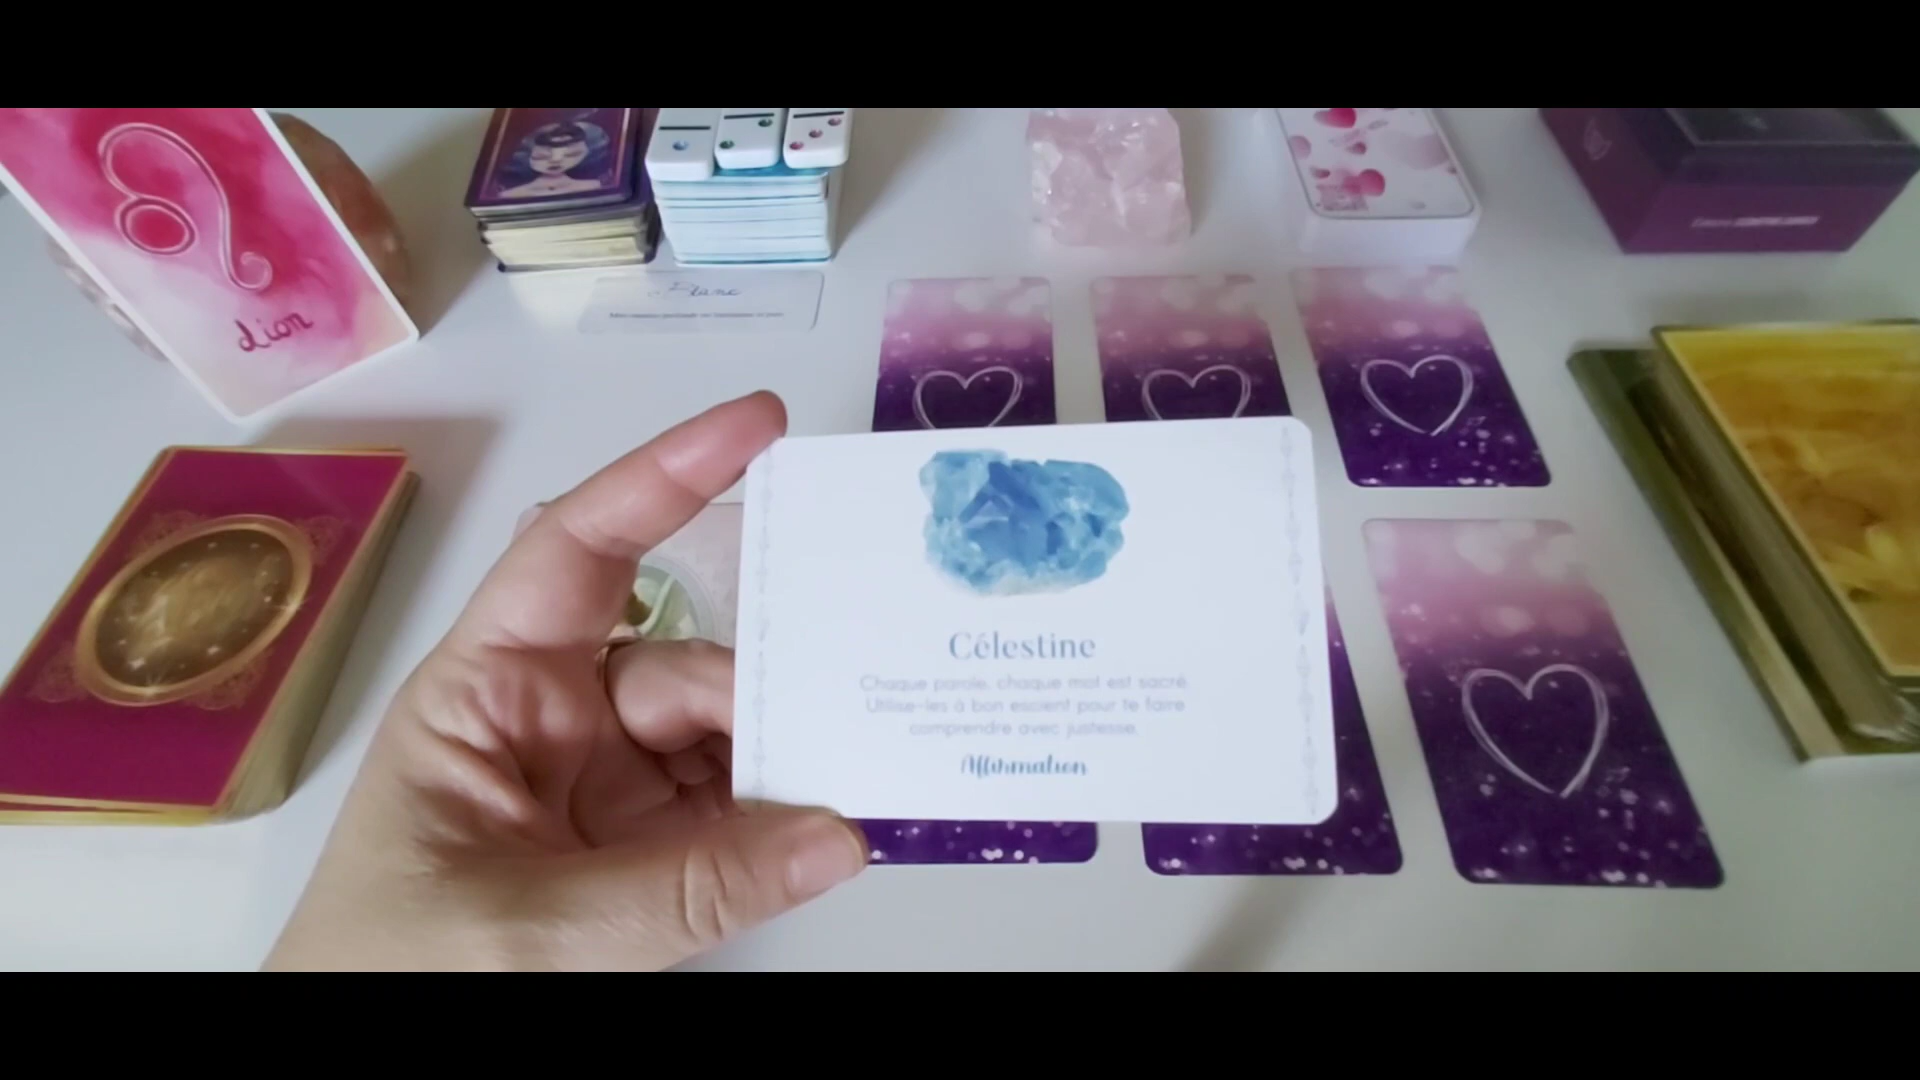 Lion
Blanc
Célestine
Chaque parole, chaque mot est sacré
Utilise-les à bon escient pour te faire
comprendre avec justesse.
Affirmation